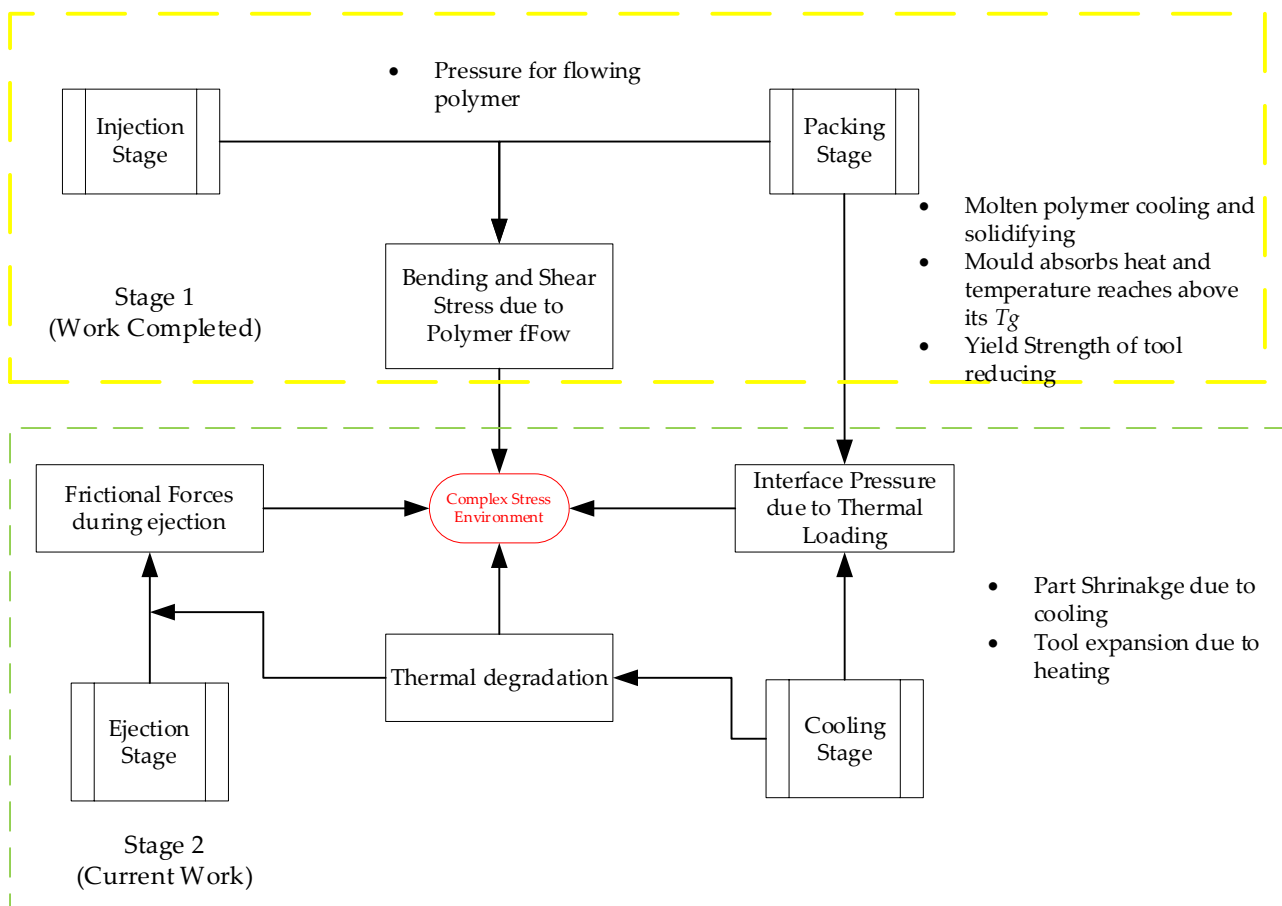 • Pressure for flowing
polymer
Injection
Stage
Packing
Stage
• Molten polymer cooling and
solidifying
• Mould absorbs heat and
temperature reaches above
its Tg
• Yield Strength of tool
reducing
Bending and Shear
Stress due to
Polymer fFow
Stage 1
(Work Completed)
Frictional Forces
during ejection
Complex Stress
Environment
Interface Pressure
due to Thermal
Loading
• Part Shrinakge due to
cooling
• Tool expansion due to
heating
Thermal degradation
Ejection
Stage
Cooling
Stage
Stage 2
(Current Work)